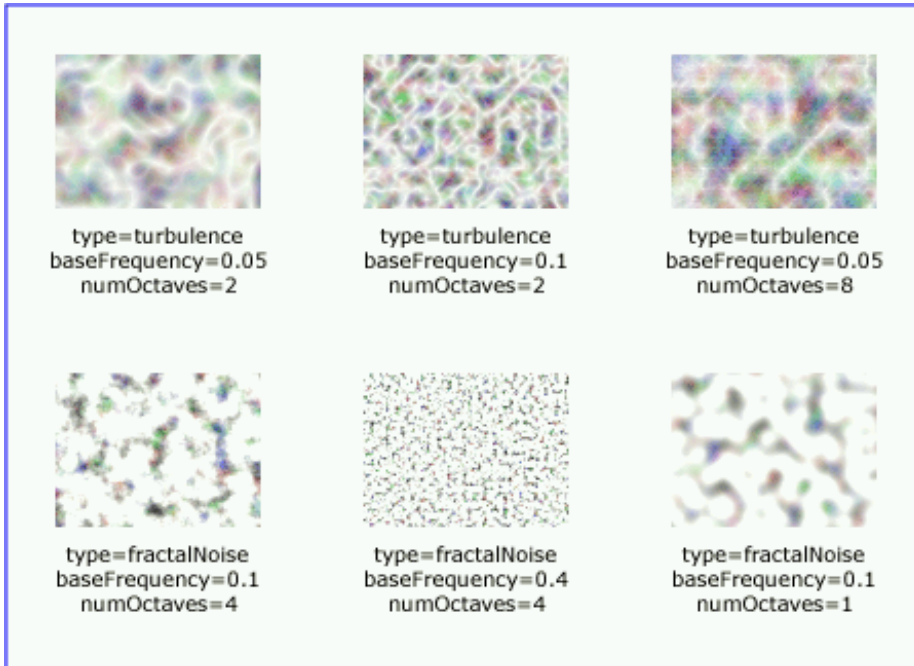 type=turbulence
baseFrequency=0.05
numOctaves=2
type=turbulence
baseFrequency=0.1
numOctaves=2
type=turbulence
baseFrequency=0.05
numOctaves=8
type=fractalNoise
baseFrequency=0.1
numOctaves=4
type=fractalNoise
baseFrequency=0.4
numOctaves=4
type=fractalNoise
baseFrequency=0.1
numOctaves=1